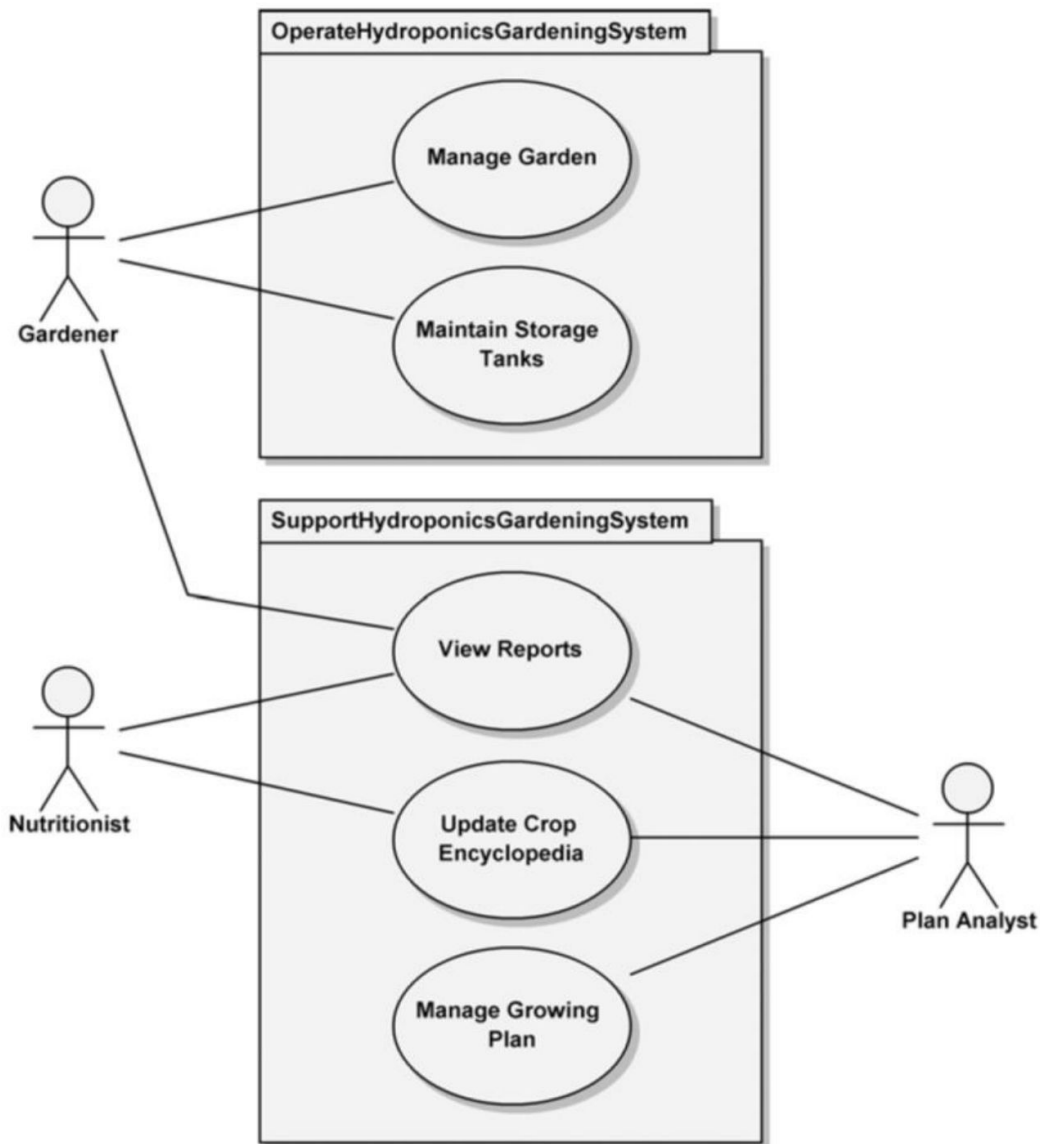 OperateHydroponicsGardeningSystem
Manage Garden
Gardener
Maintain Storage
Tanks
SupportHydroponicsGardeningSystem
View Reports
Nutritionist
Update Crop
Encyclopedia
Plan Analyst
Manage Growing
Plan